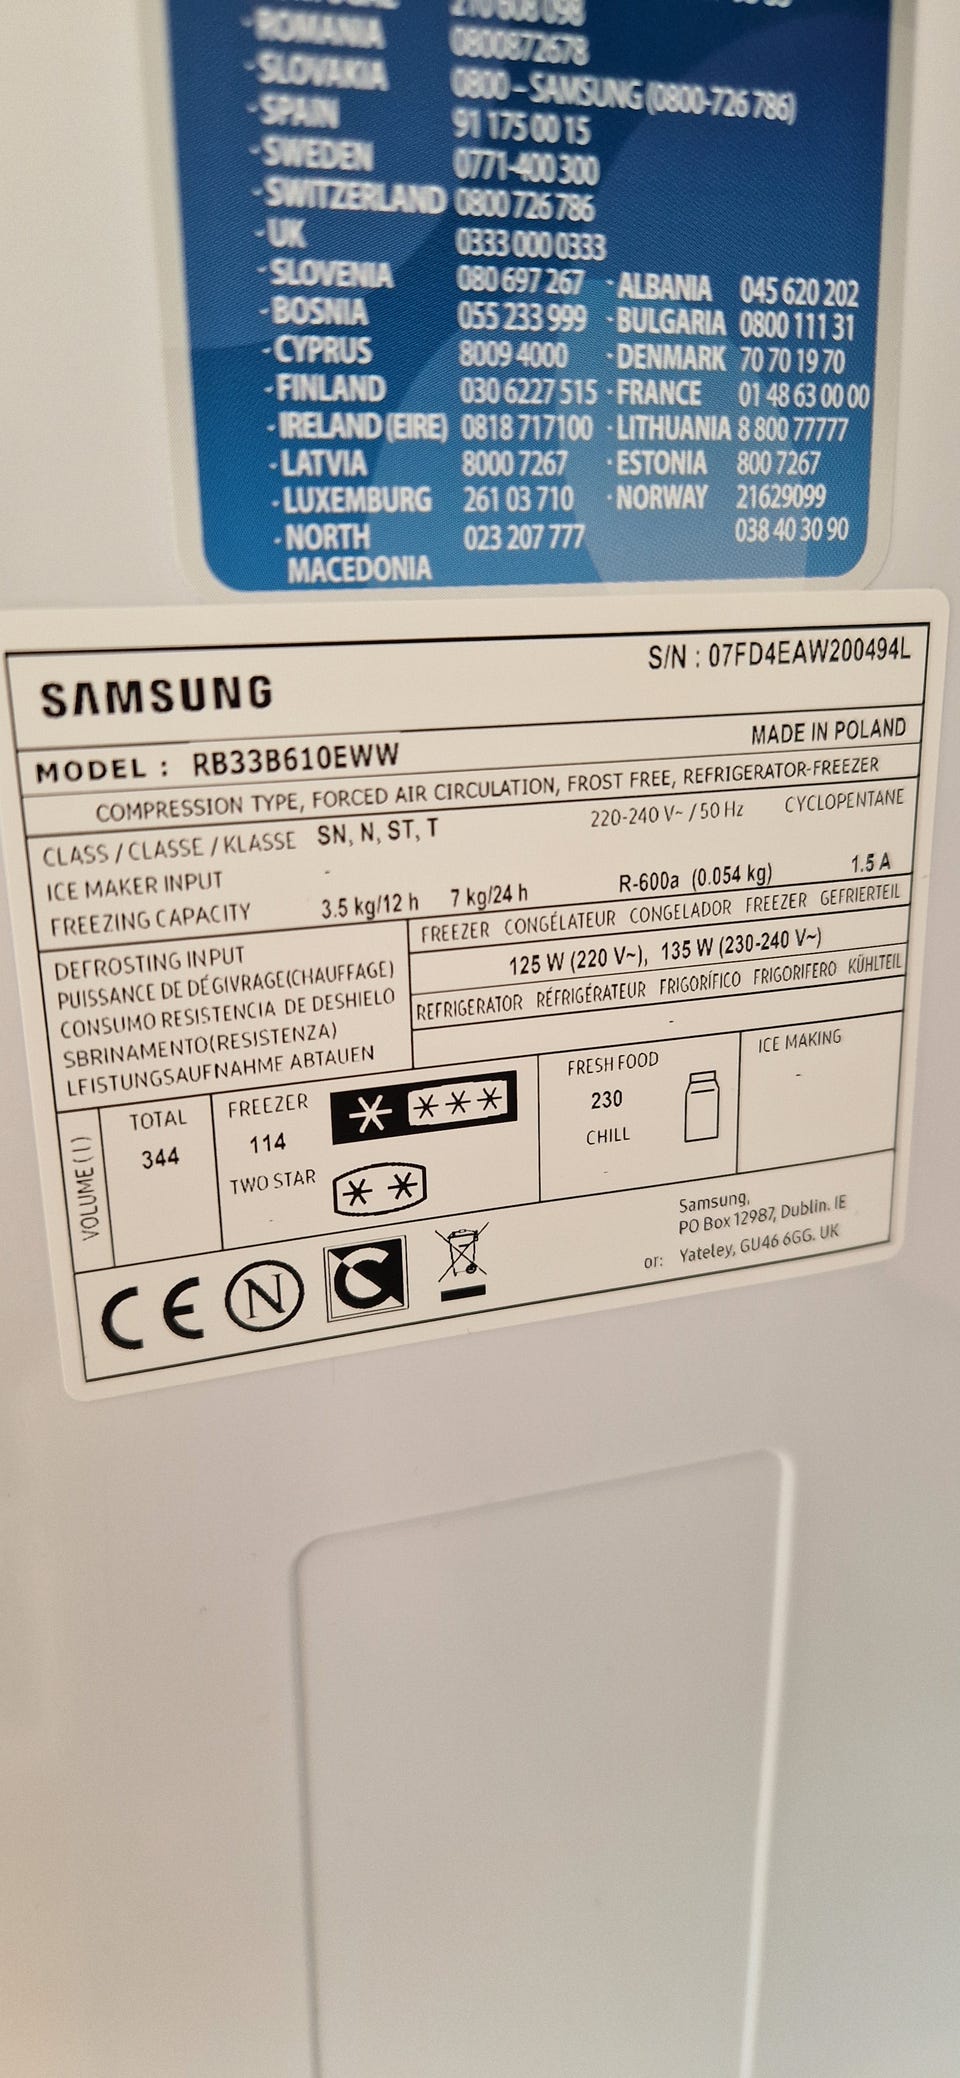 210 608 098
- ROMANIA 0800872678
- SLOVAKIA 0800 – SAMSUNG (0800-726 786)
- SPAIN 91 175 00 15
- SWEDEN 0771-400 300
- SWITZERLAND 0800 726 786
- UK 0333 000 0333
- SLOVENIA 080 697 267 · ALBANIA 045 620 202
- BOSNIA 055 233 999 · BULGARIA 0800 111 31
- CYPRUS 8009 4000 · DENMARK 70 70 19 70
- FINLAND 030 6227 515 · FRANCE 01 48 63 00 00
- IRELAND (EIRE) 0818 717100 · LITHUANIA 8 800 77777
- LATVIA 8000 7267 · ESTONIA 800 7267
- LUXEMBURG 261 03 710 · NORWAY 21629099
- NORTH 023 207 777 038 40 30 90
MACEDONIA
S/N : 07FD4EAW200494L
SAMSUNG
MADE IN POLAND
MODEL : RB33B610EWW
COMPRESSION TYPE, FORCED AIR CIRCULATION, FROST FREE, REFRIGERATOR-FREEZER
CLASS / CLASSE / KLASSE SN, N, ST, T 220-240 V~ / 50 Hz CYCLOPENTANE
ICE MAKER INPUT -
FREEZING CAPACITY 3.5 kg/12 h 7 kg/24 h R-600a (0.054 kg) 1.5 A
FREEZER CONGÉLATEUR CONGELADOR FREEZER GEFRIERTEIL
DEFROSTING INPUT
PUISSANCE DE DÉGIVRAGE(CHAUFFAGE)
CONSUMO RESISTENCIA DE DESHIELO
SBRINAMENTO(RESISTENZA)
LEISTUNGSAUFNAHME ABTAUEN
125 W (220 V~), 135 W (230-240 V~)
REFRIGERATOR RÉFRIGÉRATEUR FRIGORÍFICO FRIGORIFERO KÜHLTEIL
-
VOLUME ( l )
TOTAL
344
FREEZER
114
TWO STAR
-
FRESH FOOD
230
CHILL
-
ICE MAKING
-
Samsung,
PO Box 12987, Dublin. IE
or: Yateley, GU46 6GG. UK
CE N